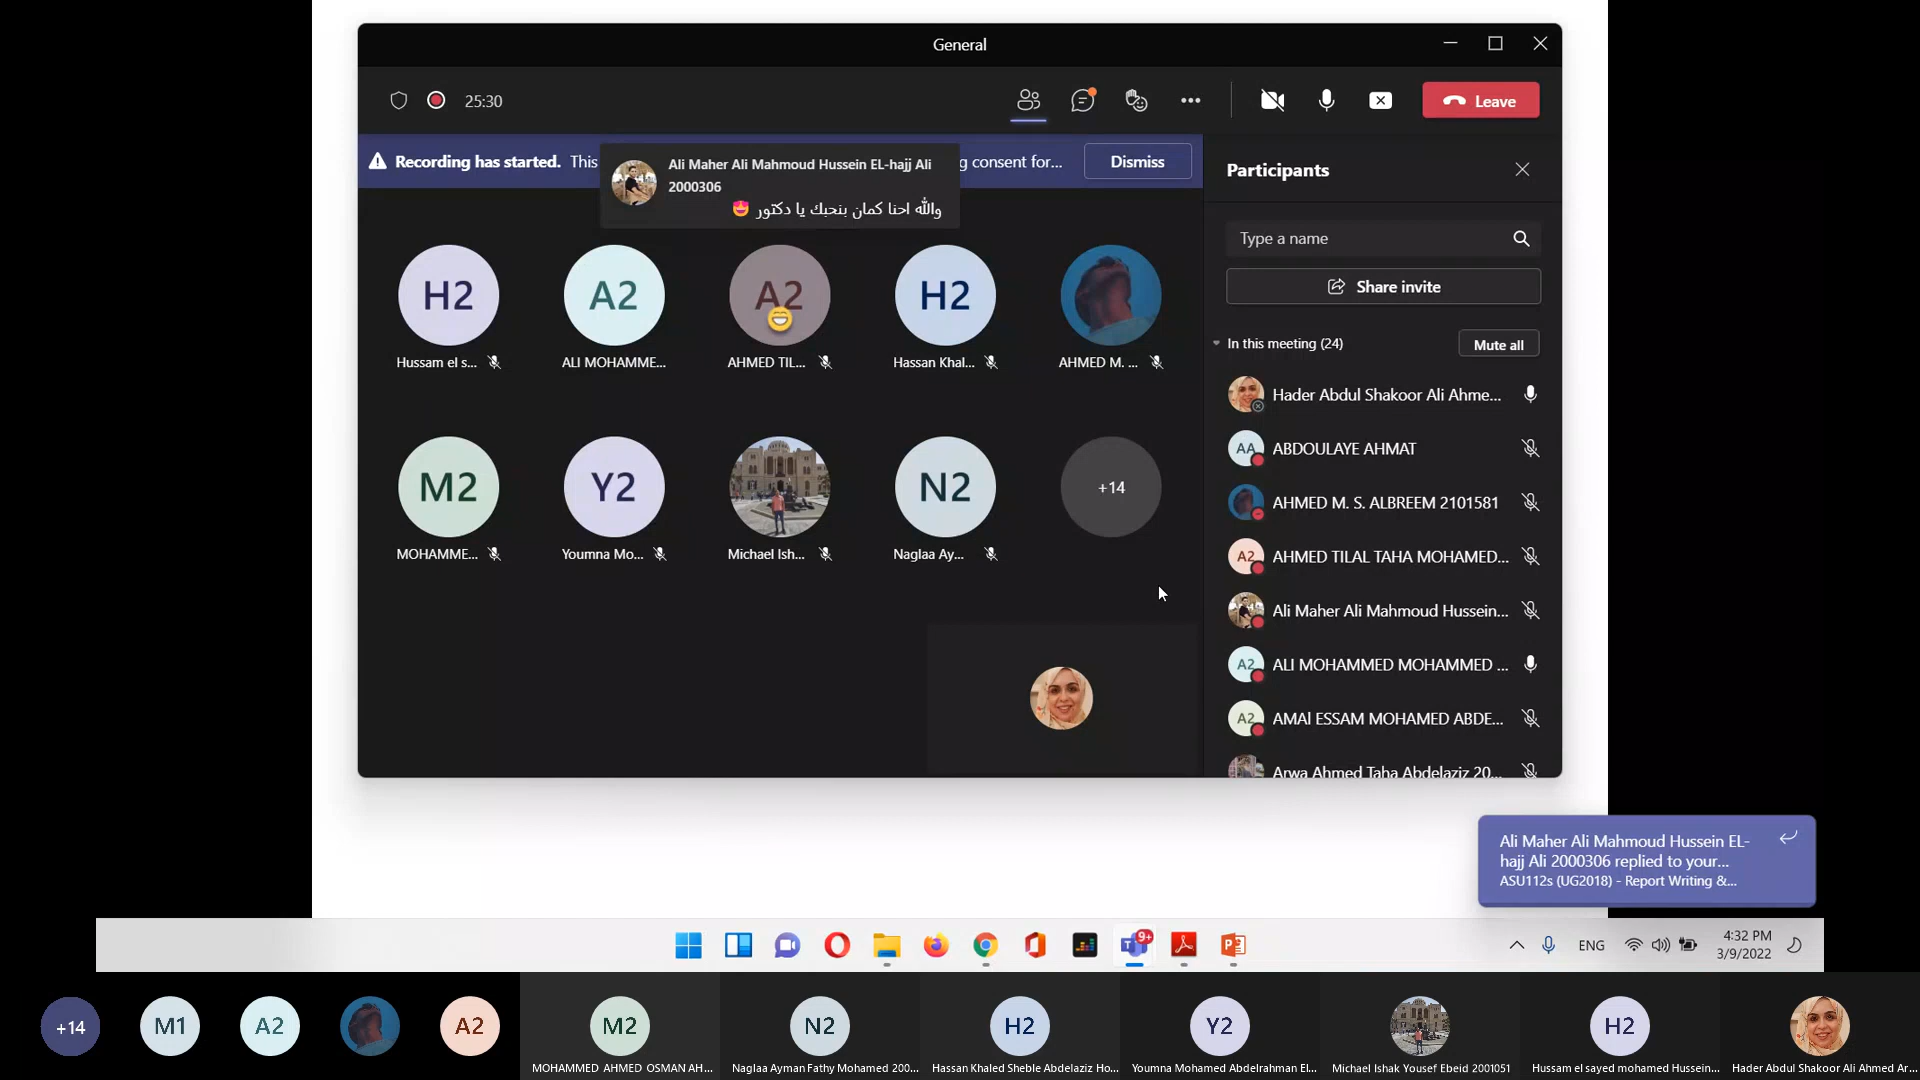 General
25:30
Leave
Recording has started. This
g consent for...
Dismiss
Ali Maher Ali Mahmoud Hussein EL-hajj Ali
2000306
والله احنا كمان بنحبك يا دكتور 😍
Participants
Type a name
Share invite
In this meeting (24)
Mute all
H2
A2
A2
H2
Hussam el s...
ALI MOHAMME...
AHMED TIL...
Hassan Khal...
AHMED M. ...
M2
Y2
N2
+14
MOHAMME...
Youmna Mo...
Michael Ish...
Naglaa Ay...
Hader Abdul Shakoor Ali Ahme...
AA
ABDOULAYE AHMAT
AHMED M. S. ALBREEM 2101581
A2
AHMED TILAL TAHA MOHAMED...
Ali Maher Ali Mahmoud Hussein...
A2
ALI MOHAMMED MOHAMMED ...
A2
AMAl ESSAM MOHAMED ABDE...
Arwa Ahmed Taha Abdelaziz 20...
Ali Maher Ali Mahmoud Hussein EL-
hajj Ali 2000306 replied to your...
ASU112s (UG2018) - Report Writing &...
9+
ENG
4:32 PM
3/9/2022
+14
M1
A2
A2
M2
N2
H2
Y2
H2
MOHAMMED AHMED OSMAN AH...
Naglaa Ayman Fathy Mohamed 200...
Hassan Khaled Sheble Abdelaziz Ho...
Youmna Mohamed Abdelrahman El...
Michael Ishak Yousef Ebeid 2001051
Hussam el sayed mohamed Hussein...
Hader Abdul Shakoor Ali Ahmed Ar...